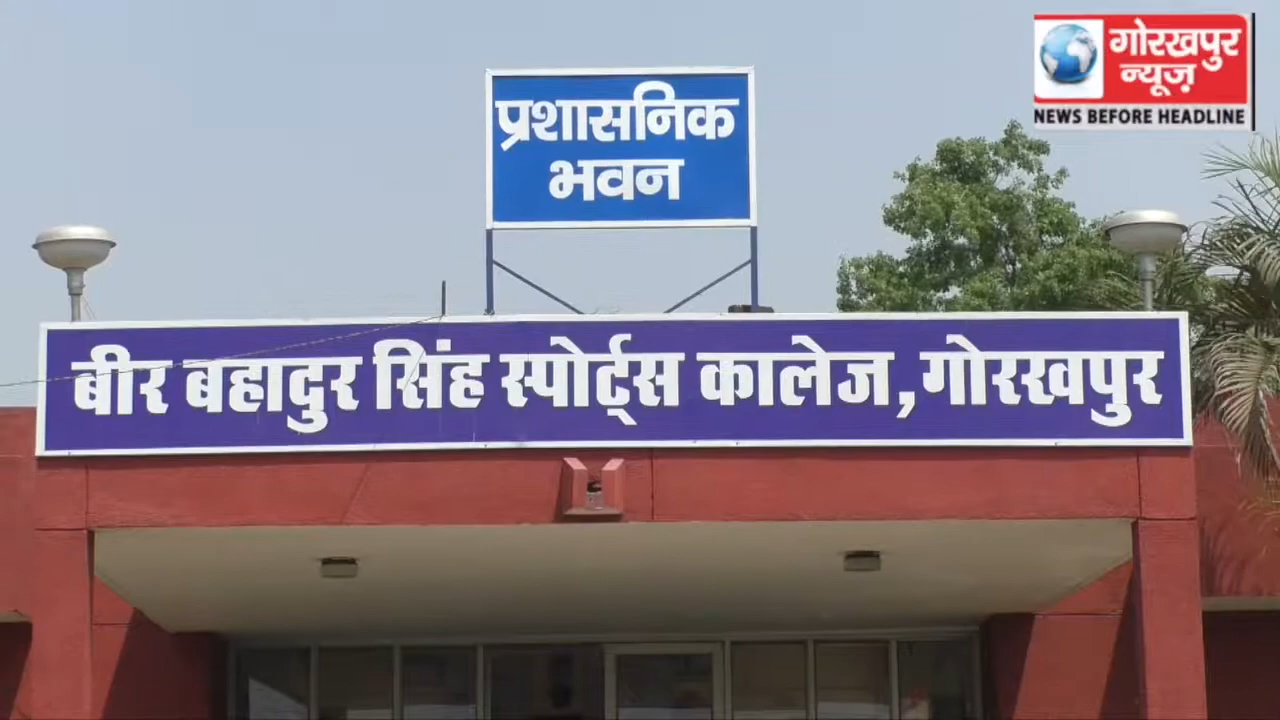 गोरखपुर
न्यूज़
NEWS BEFORE HEADLINE
प्रशासनिक
भवन
बीर बहादुर सिंह स्पोर्ट्स कालेज,गोरखपुर